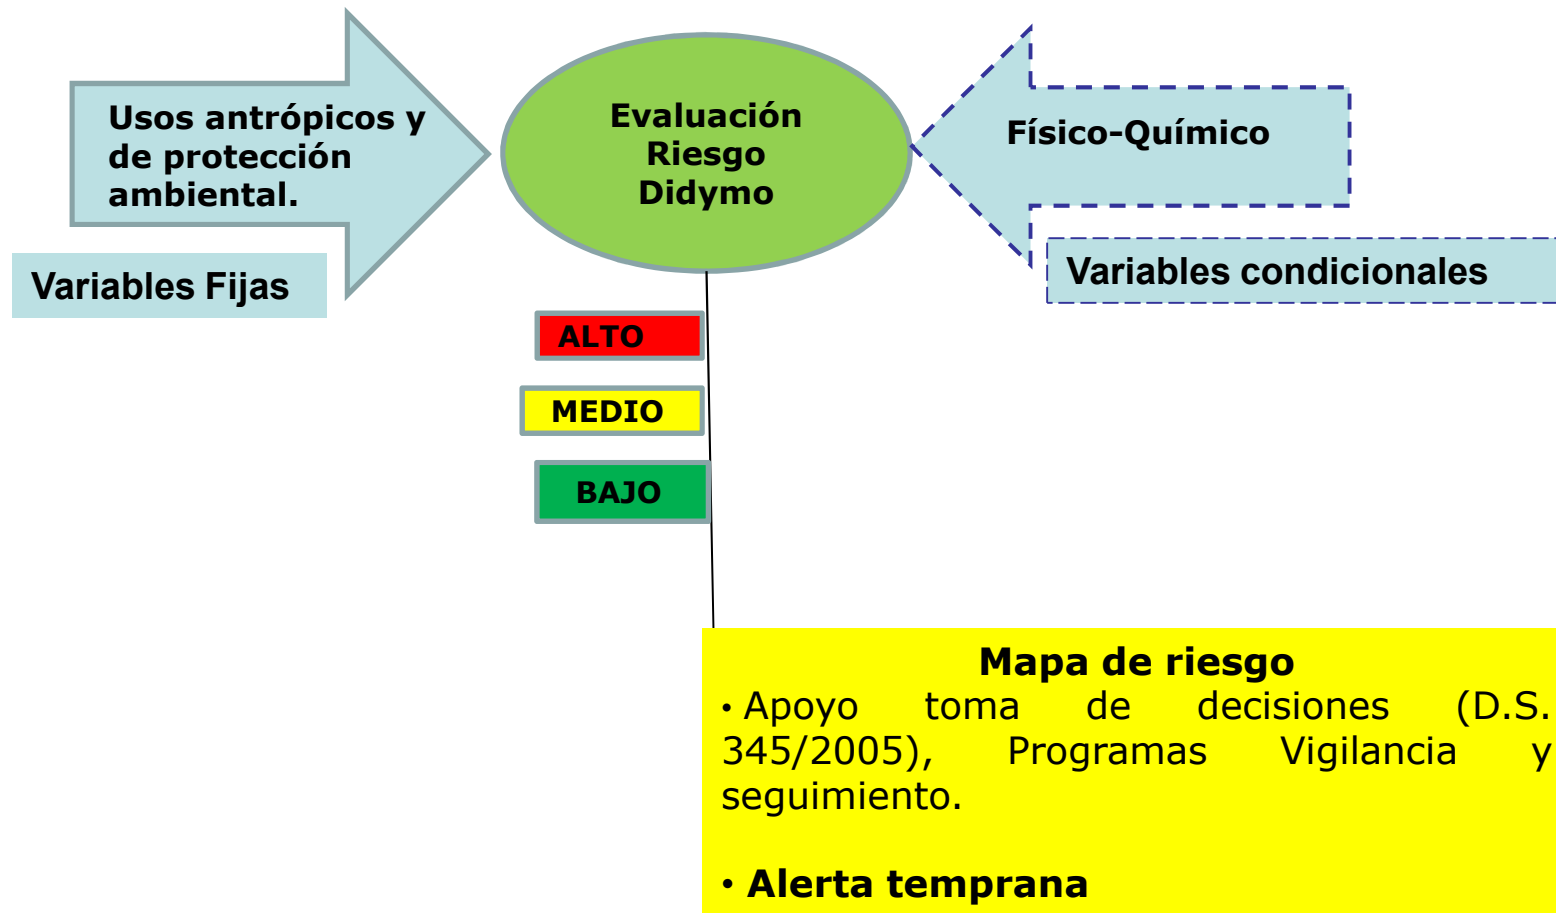 Usos antrópicos y
de protección
ambiental.
Variables Fijas
Evaluación
Riesgo
Didymo
Físico-Químico
Variables condicionales
ALTO
MEDIO
BAJO
Mapa de riesgo
• Apoyo toma de decisiones (D.S.
345/2005), Programas Vigilancia y
seguimiento.
• Alerta temprana